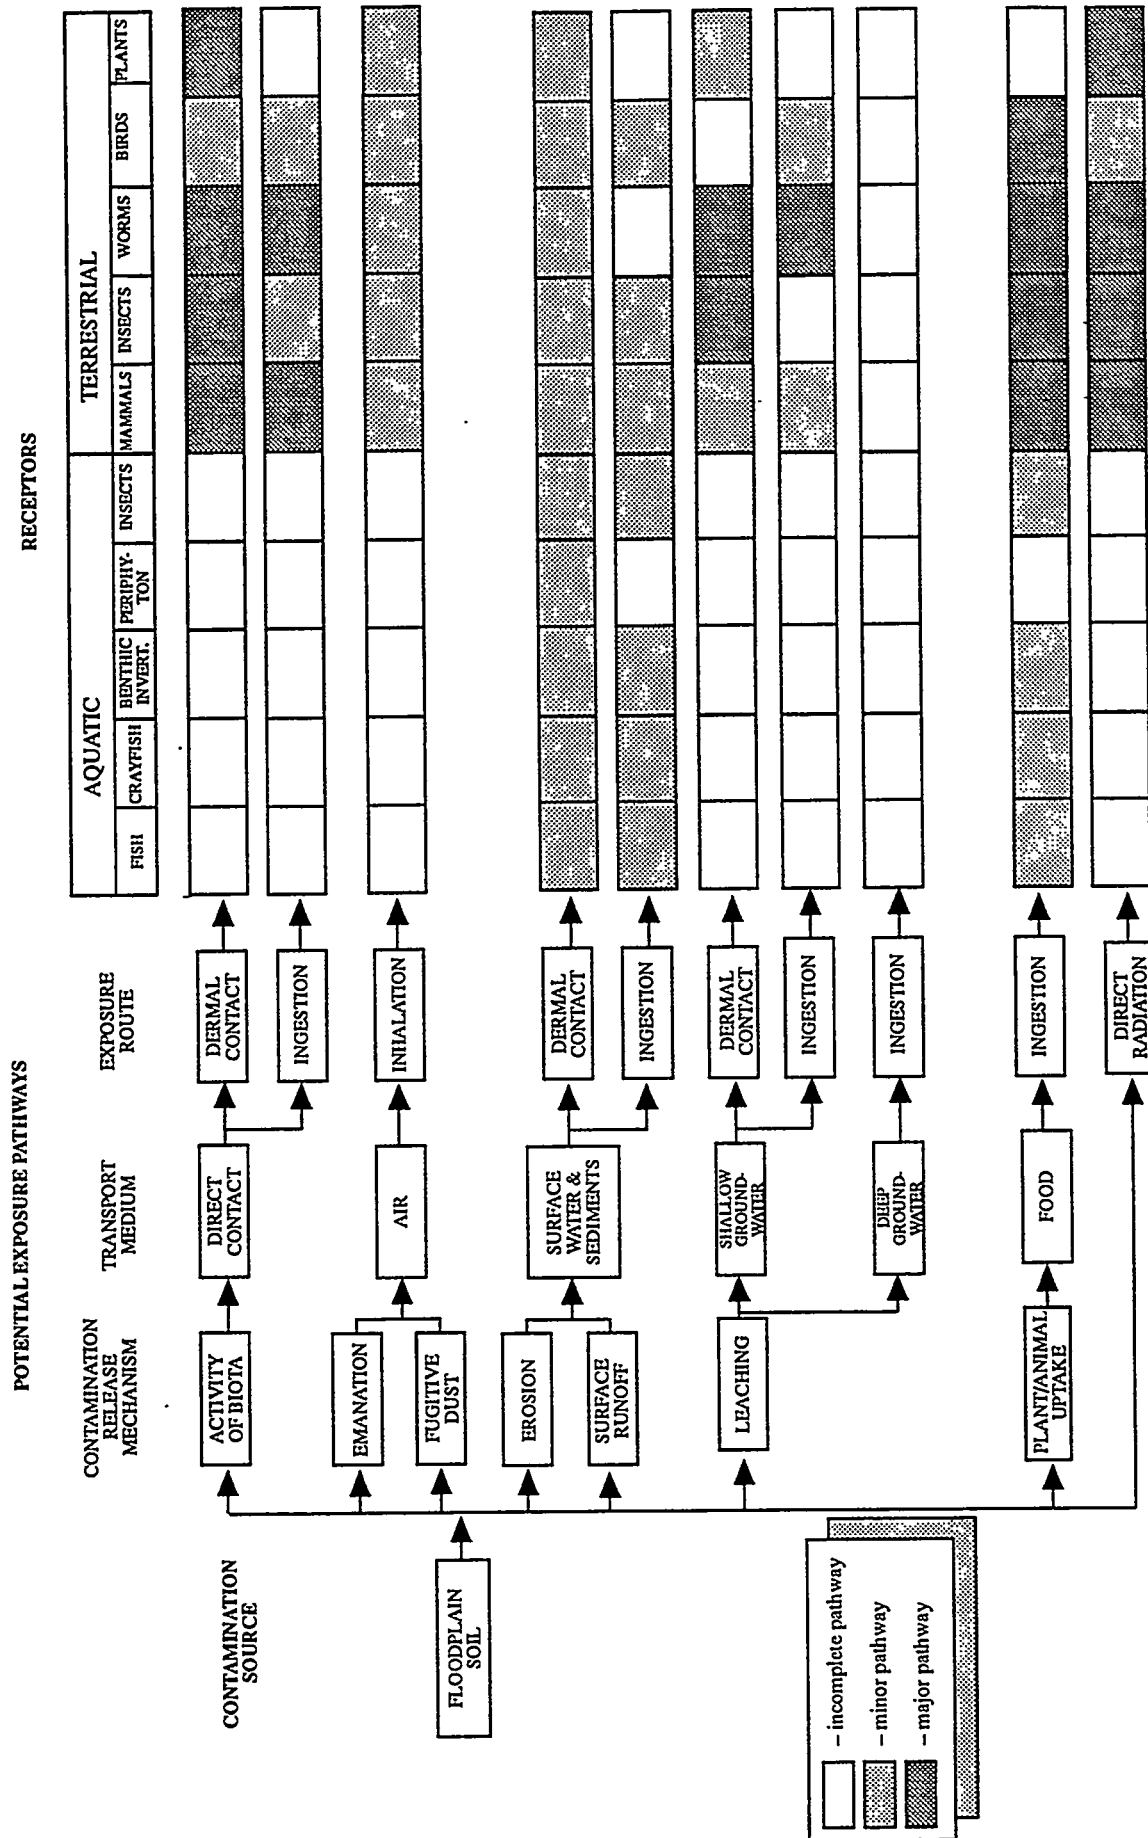 POTENTIAL EXPOSURE PATHWAYS
RECEPTORS
CONTAMINATION
SOURCE
CONTAMINATION
RELEASE
MECHANISM
TRANSPORT
MEDIUM
EXPOSURE
ROUTE
AQUATIC
TERRESTRIAL
FISH
CRAYFISH
BENTHIC
INVERT.
PERIPHY-
TON
INSECTS
MAMMALS
INSECTS
WORMS
BIRDS
PLANTS
FLOODPLAIN
SOIL
ACTIVITY
OF BIOTA
DIRECT
CONTACT
DERMAL
CONTACT
INGESTION
EMANATION
FUGITIVE
DUST
AIR
INHALATION
EROSION
SURFACE
RUNOFF
SURFACE
WATER &
SEDIMENTS
DERMAL
CONTACT
INGESTION
LEACHING
SHALLOW
GROUND-
WATER
DERMAL
CONTACT
INGESTION
DEEP
GROUND-
WATER
INGESTION
PLANT/ANIMAL
UPTAKE
FOOD
INGESTION
DIRECT
RADIATION
– incomplete pathway
– minor pathway
– major pathway